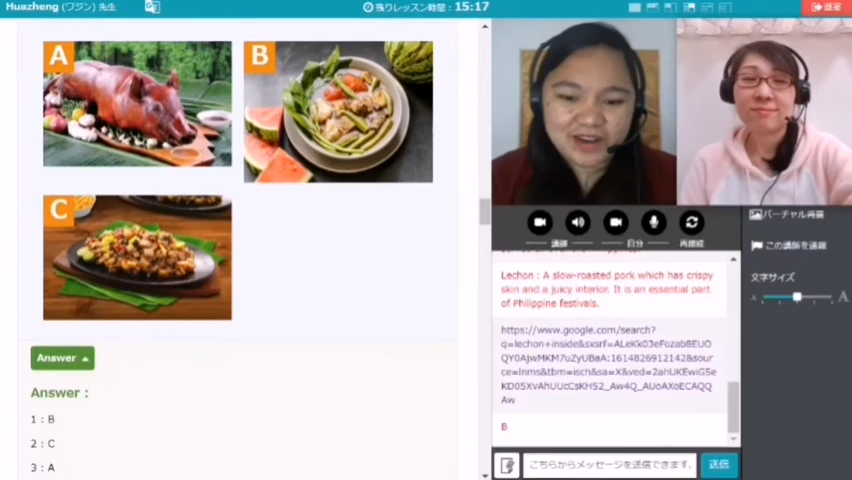 Huazheng (ワジン) 先生
残りレッスン時間：15:17
退室
A
B
C
Answer
Answer :
1 : B
2 : C
3 : A
講師
自分
再接続
バーチャル背景
この講師を通報
文字サイズ
A A
Lechon : A slow-roasted pork which has crispy
skin and a juicy interior. It is an essential part
of Philippine festivals.
https://www.google.com/search?
q=lechon+inside&sxsrf=ALeKk03eFozab8EUO
QY0AjwMKM7uZyUBaA:1614826912142&sour
ce=lnms&tbm=isch&sa=X&ved=2ahUKEwiG5e
KD05XvAhUUcCsKHS2_Aw4Q_AUoAXoECAQQ
Aw
B
こちらからメッセージを送信できます。
送信